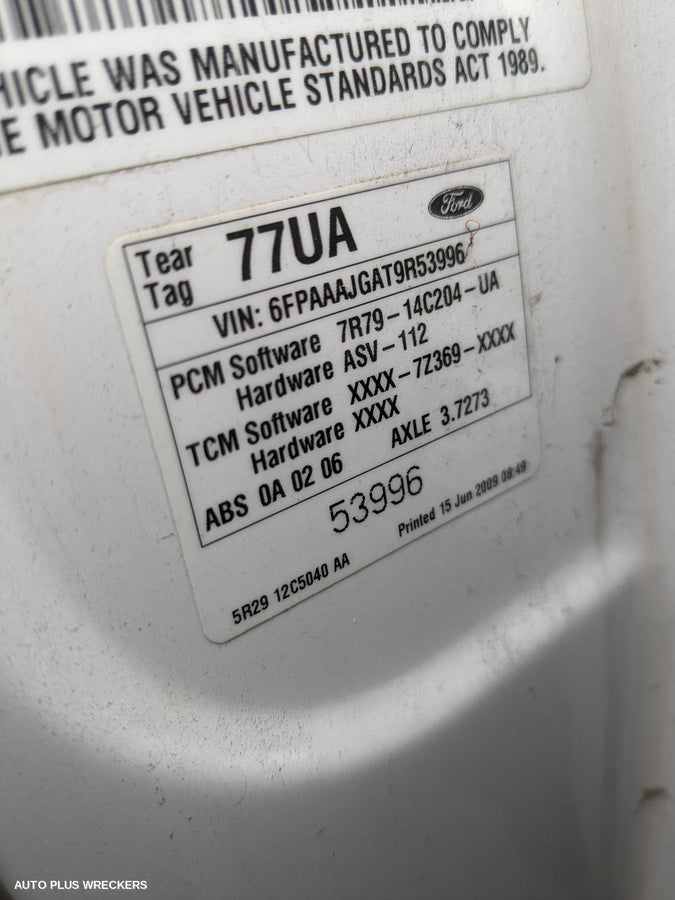 HICLE WAS MANUFACTURED TO COMPLY
E MOTOR VEHICLE STANDARDS ACT 1989.
Ford
Tear Tag 77UA
VIN: 6FPAAAJGAT9R53996
PCM Software 7R79-14C204-UA
Hardware ASV-112
TCM Software XXXX-7Z369-XXXX
Hardware XXXX
ABS 0A 02 06 AXLE 3.7273
53996
5R29 12C5040 AA Printed 15 Jun 2009 08:49
AUTO PLUS WRECKERS